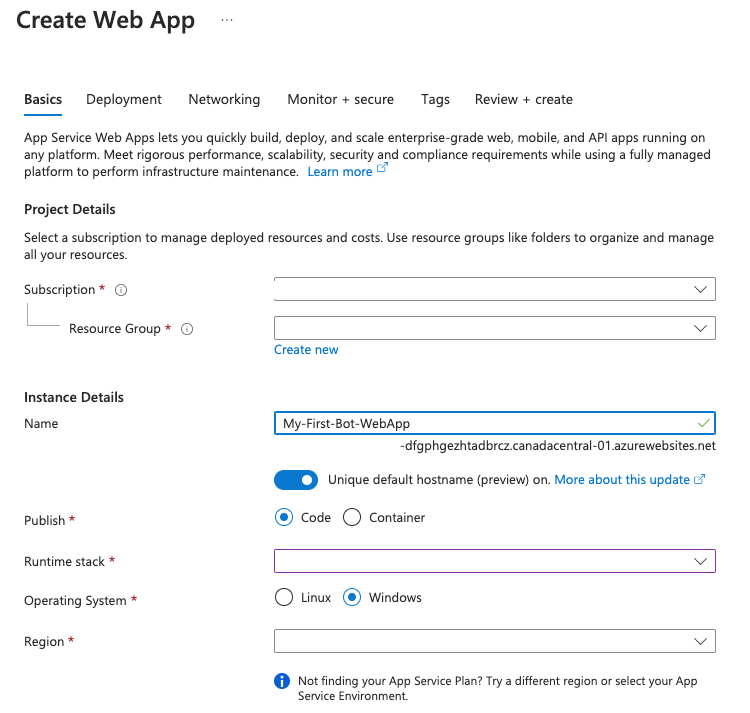 Create Web App ...
Basics Deployment Networking Monitor + secure Tags Review + create
App Service Web Apps lets you quickly build, deploy, and scale enterprise-grade web, mobile, and API apps running on
any platform. Meet rigorous performance, scalability, security and compliance requirements while using a fully managed
platform to perform infrastructure maintenance. Learn more
Project Details
Select a subscription to manage deployed resources and costs. Use resource groups like folders to organize and manage
all your resources.
Subscription *
Resource Group *
Create new
Instance Details
Name My-First-Bot-WebApp
-dfgphgezhtadbrcz.canadacentral-01.azurewebsites.net
Unique default hostname (preview) on. More about this update
Publish * Code Container
Runtime stack *
Operating System * Linux Windows
Region *
Not finding your App Service Plan? Try a different region or select your App
Service Environment.